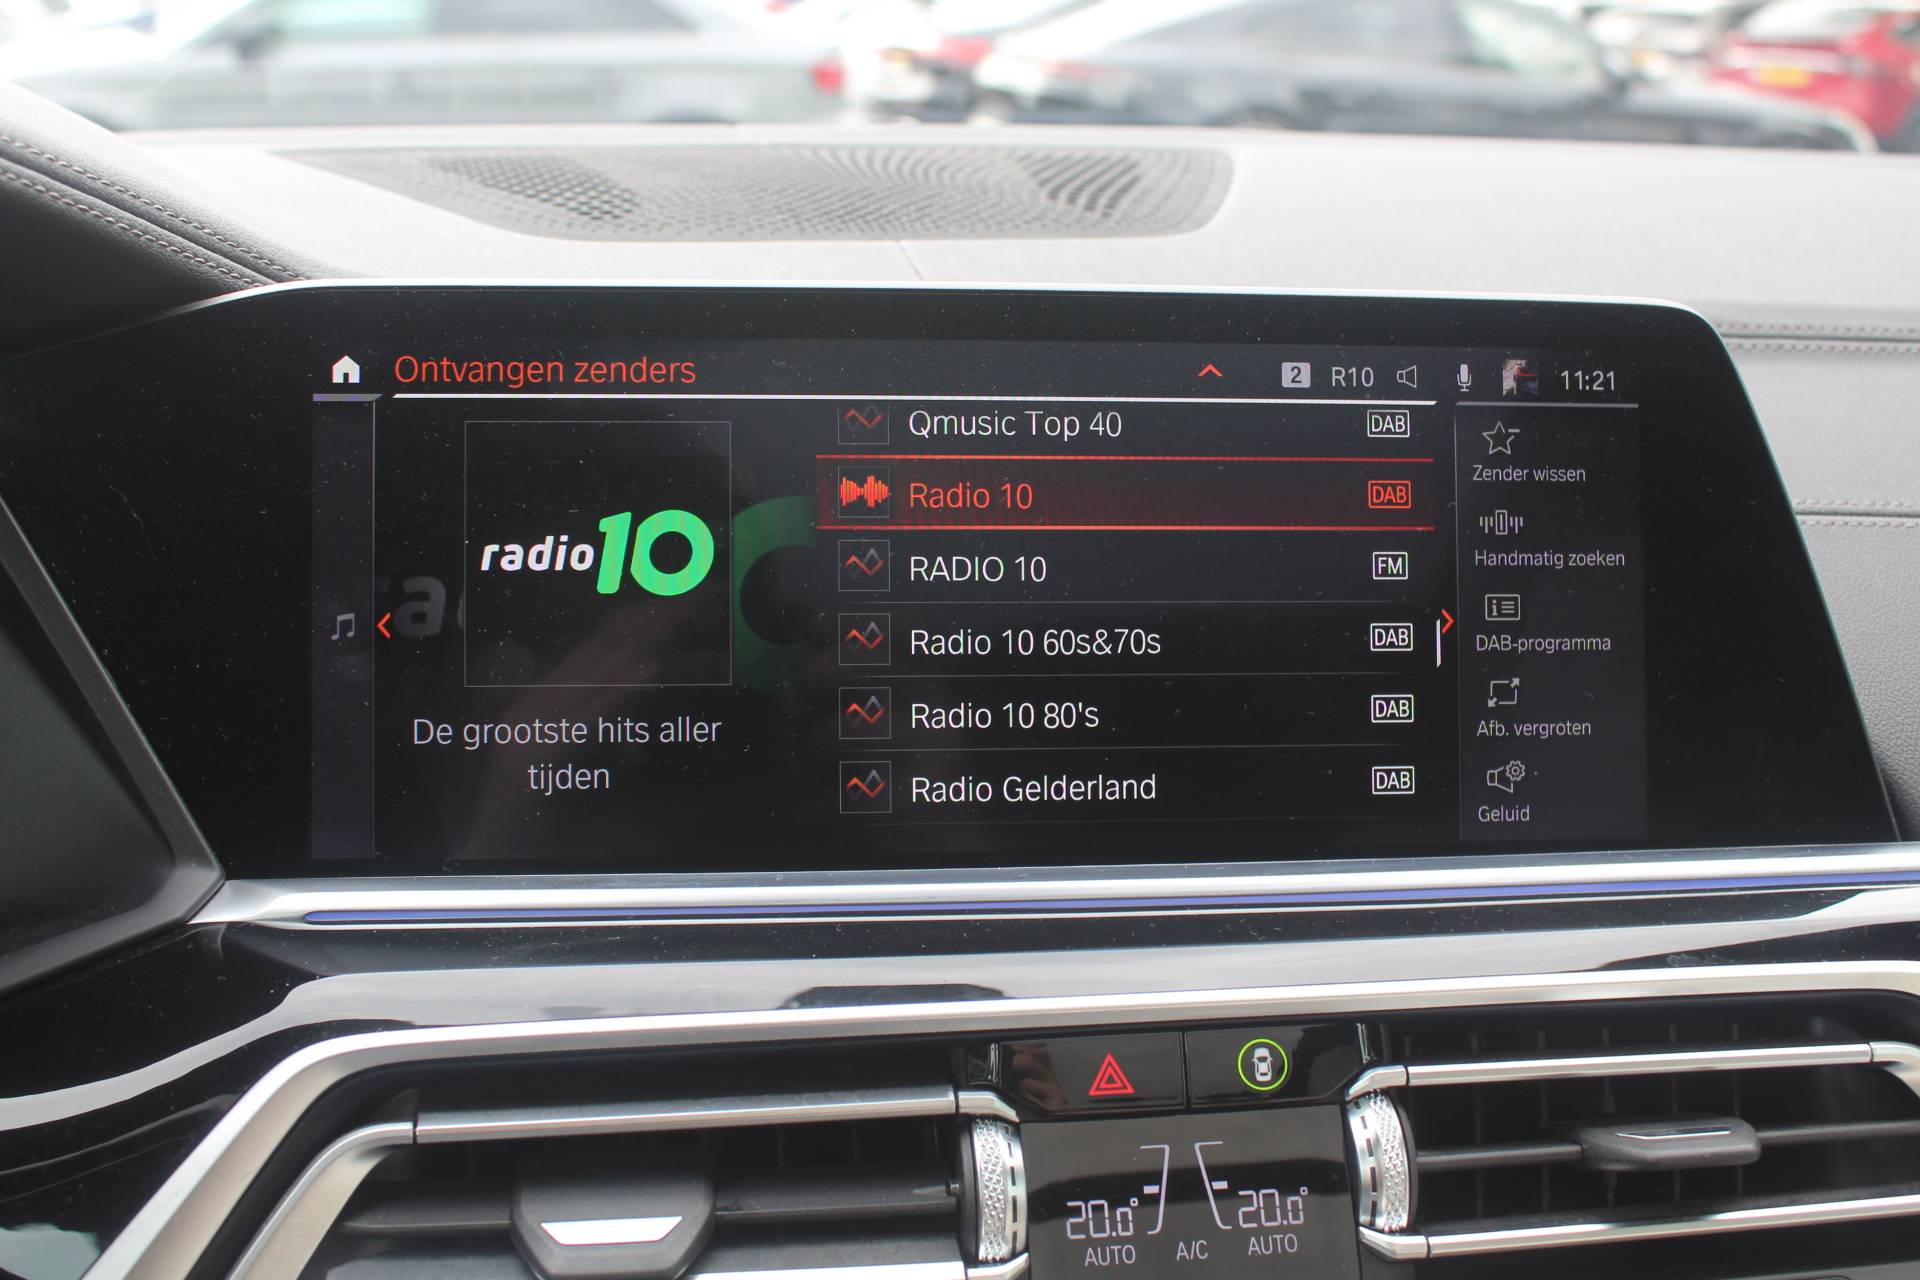 Ontvangen zenders
2 R10 11:21
Qmusic Top 40 DAB
Radio 10 DAB
RADIO 10 FM
Radio 10 60s&70s DAB
Radio 10 80's DAB
Radio Gelderland DAB
radio10
De grootste hits aller
tijden
Zender wissen
Handmatig zoeken
DAB-programma
Afb. vergroten
Geluid
20.0° 20.0°
AUTO A/C AUTO